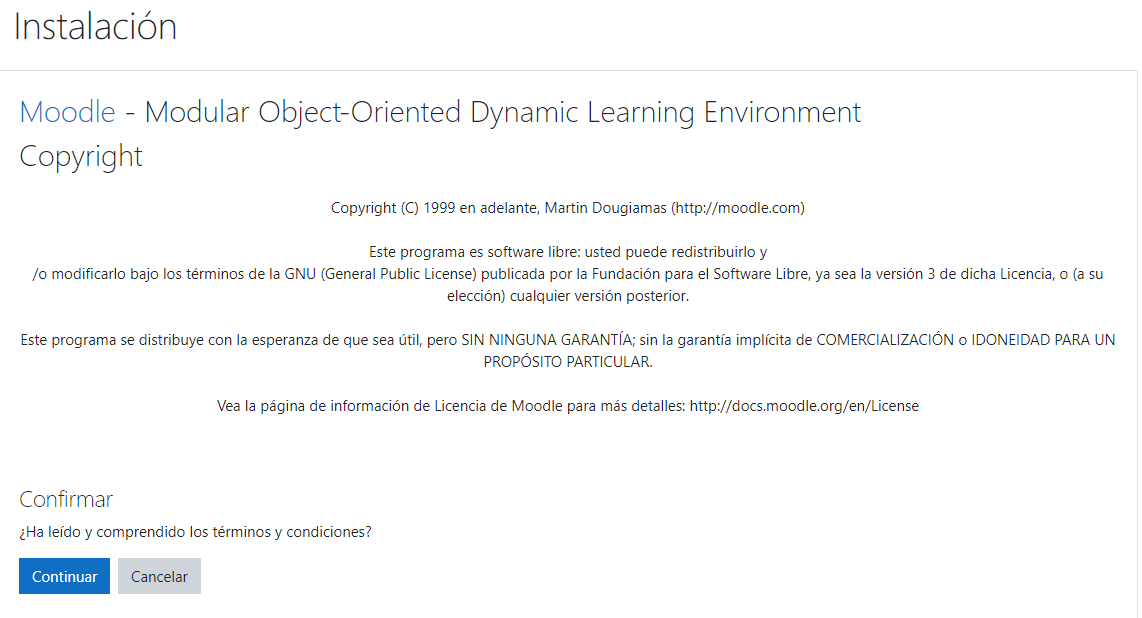 Instalación
Moodle - Modular Object-Oriented Dynamic Learning Environment
Copyright
Copyright (C) 1999 en adelante, Martin Dougiamas (http://moodle.com)
Este programa es software libre: usted puede redistribuirlo y
/o modificarlo bajo los términos de la GNU (General Public License) publicada por la Fundación para el Software Libre, ya sea la versión 3 de dicha Licencia, o (a su
elección) cualquier versión posterior.
Este programa se distribuye con la esperanza de que sea útil, pero SIN NINGUNA GARANTÍA; sin la garantía implícita de COMERCIALIZACIÓN o IDONEIDAD PARA UN
PROPÓSITO PARTICULAR.
Vea la página de información de Licencia de Moodle para más detalles: http://docs.moodle.org/en/License
Confirmar
¿Ha leído y comprendido los términos y condiciones?
Continuar Cancelar